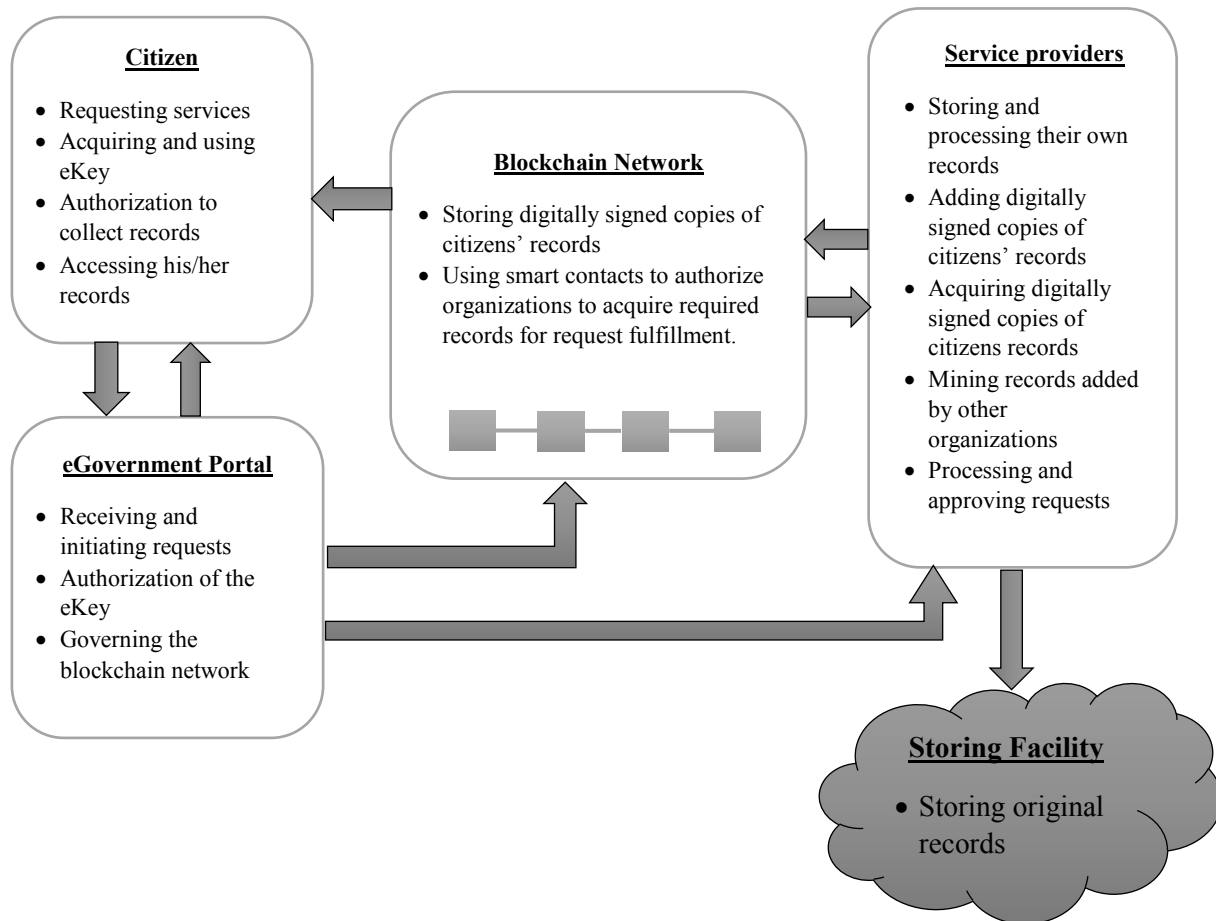 Citizen
• Requesting services
• Acquiring and using
eKey
• Authorization to
collect records
• Accessing his/her
records
Blockchain Network
• Storing digitally signed copies of
citizens’ records
• Using smart contacts to authorize
organizations to acquire required
records for request fulfillment.
Service providers
• Storing and
processing their own
records
• Adding digitally
signed copies of
citizens’ records
• Acquiring digitally
signed copies of
citizens records
• Mining records added
by other
organizations
• Processing and
approving requests
eGovernment Portal
• Receiving and
initiating requests
• Authorization of the
eKey
• Governing the
blockchain network
Storing Facility
• Storing original
records